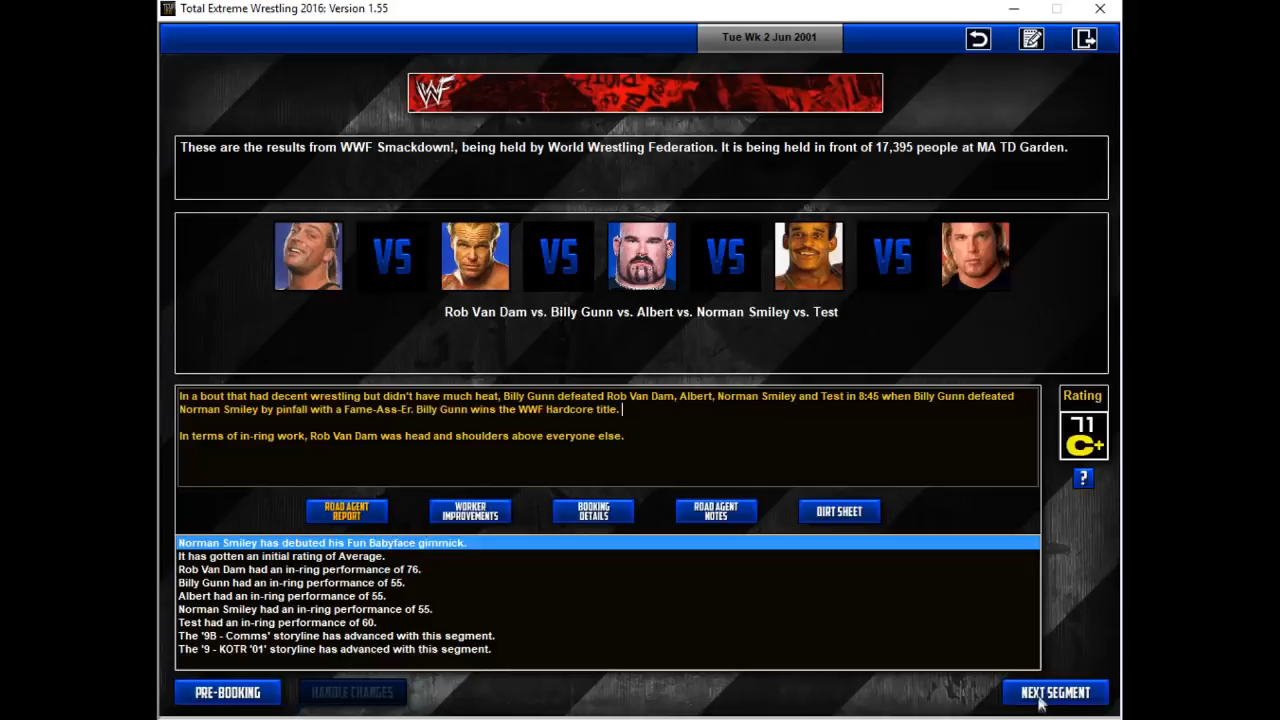 Total Extreme Wrestling 2016: Version 1.55
Tue Wk 2 Jun 2001
These are the results from WWF Smackdown!, being held by World Wrestling Federation. It is being held in front of 17,395 people at MA TD Garden.
VS VS VS VS
Rob Van Dam vs. Billy Gunn vs. Albert vs. Norman Smiley vs. Test
In a bout that had decent wrestling but didn't have much heat, Billy Gunn defeated Rob Van Dam, Albert, Norman Smiley and Test in 8:45 when Billy Gunn defeated
Norman Smiley by pinfall with a Fame-Ass-Er. Billy Gunn wins the WWF Hardcore title.
In terms of in-ring work, Rob Van Dam was head and shoulders above everyone else.
Rating
71
C+
?
ROAD AGENT
REPORT
WORKER
IMPROVEMENTS
BOOKING
DETAILS
ROAD AGENT
NOTES
DIRT SHEET
Norman Smiley has debuted his Fun Babyface gimmick.
It has gotten an initial rating of Average.
Rob Van Dam had an in-ring performance of 76.
Billy Gunn had an in-ring performance of 55.
Albert had an in-ring performance of 55.
Norman Smiley had an in-ring performance of 55.
Test had an in-ring performance of 60.
The '9B - Comms' storyline has advanced with this segment.
The '9 - KOTR '01' storyline has advanced with this segment.
PRE-BOOKING
HANDLE CHANGES
NEXT SEGMENT